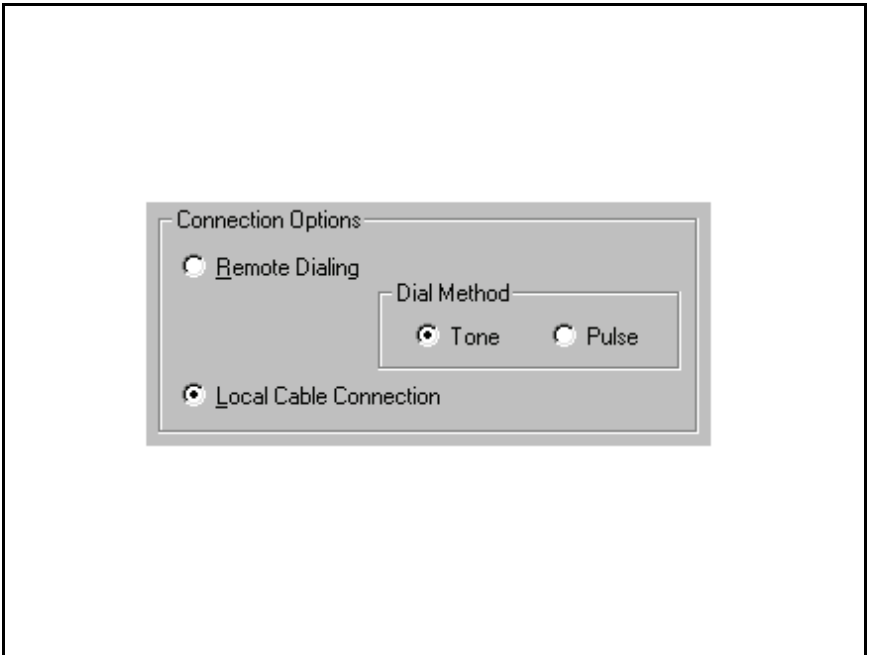 Connection Options
Remote Dialing
Dial Method
Tone Pulse
Local Cable Connection